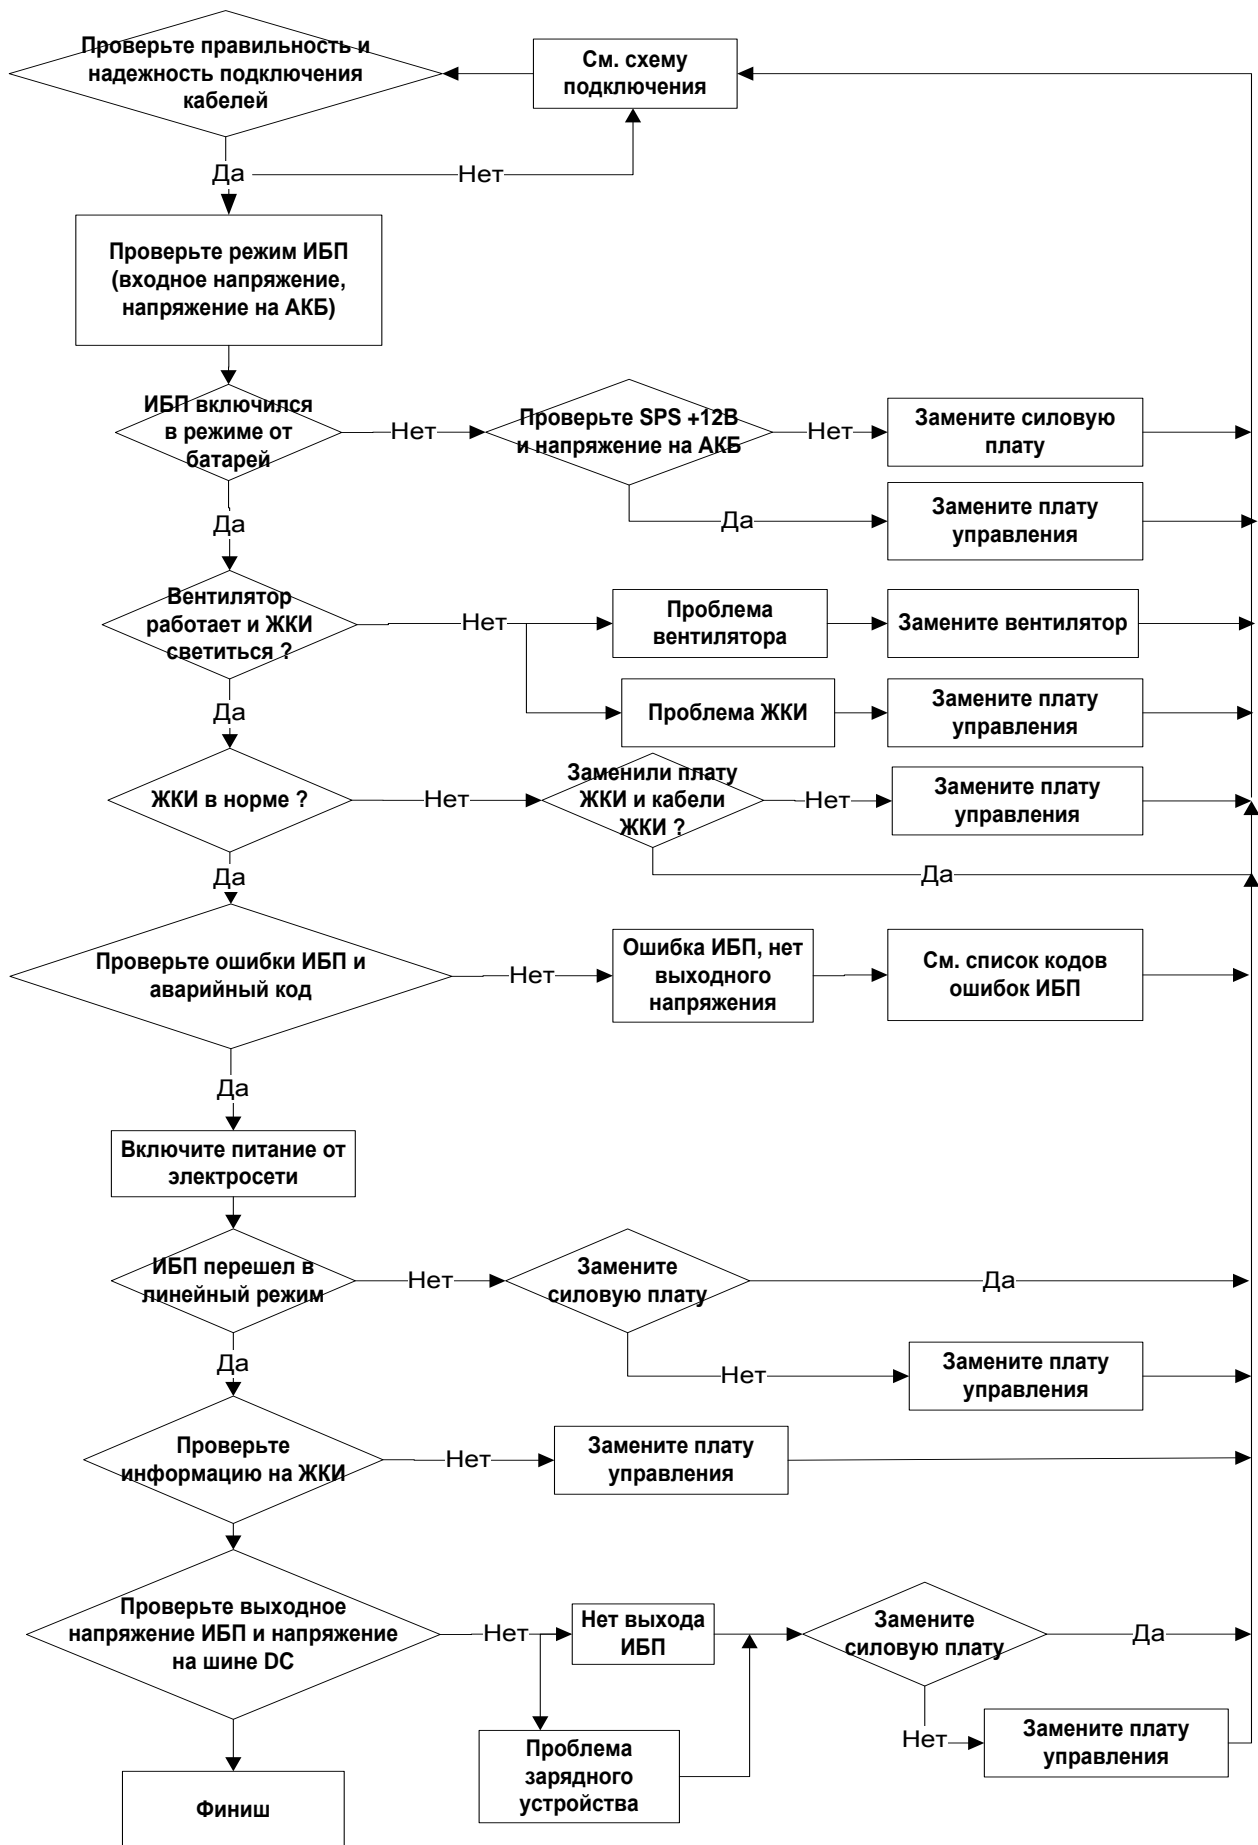 Проверьте правильность и
надежность подключения
кабелей
См. схему
подключения
Да
Нет
Проверьте режим ИБП
(входное напряжение,
напряжение на АКБ)
ИБП включился
в режиме от
батарей
Нет
Проверьте SPS +12В
и напряжение на АКБ
Нет
Замените силовую
плату
Да
Да
Замените плату
управления
Вентилятор
работает и ЖКИ
светиться ?
Нет
Проблема
вентилятора
Замените вентилятор
Да
Проблема ЖКИ
Замените плату
управления
ЖКИ в норме ?
Нет
Заменили плату
ЖКИ и кабели
ЖКИ ?
Нет
Замените плату
управления
Да
Да
Проверьте ошибки ИБП и
аварийный код
Нет
Ошибка ИБП, нет
выходного
напряжения
См. список кодов
ошибок ИБП
Да
Включите питание от
электросети
ИБП перешел в
линейный режим
Нет
Замените
силовую плату
Да
Да
Нет
Замените плату
управления
Проверьте
информацию на ЖКИ
Нет
Замените плату
управления
Проверьте выходное
напряжение ИБП и напряжение
на шине DC
Нет
Нет выхода
ИБП
Замените
силовую плату
Да
Проблема
зарядного
устройства
Нет
Замените плату
управления
Финиш